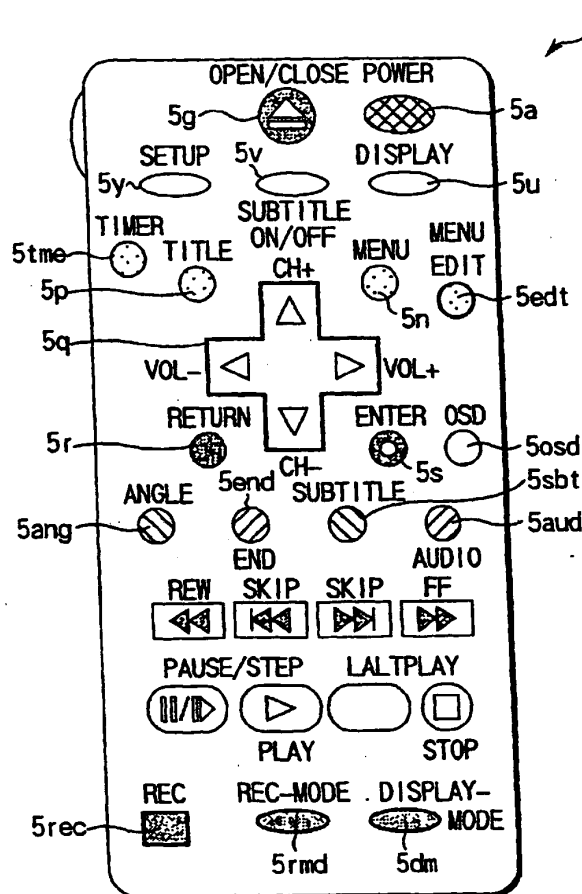 OPEN/CLOSE POWER
5g
5a
SETUP
5v
DISPLAY
5y
5u
SUBTITLE
ON/OFF
TIMER
TITLE
MENU
MENU
EDIT
5tme
5p
CH+
5n
5edt
5q
VOL-
VOL+
RETURN
ENTER
OSD
5r
CH-
5s
5osd
ANGLE
5end
SUBTITLE
5sbt
5ang
5aud
END
AUDIO
REW
SKIP
SKIP
FF
PAUSE/STEP
LALTPLAY
PLAY
STOP
REC
REC-MODE
DISPLAY-
MODE
5rec
5rmd
5dm